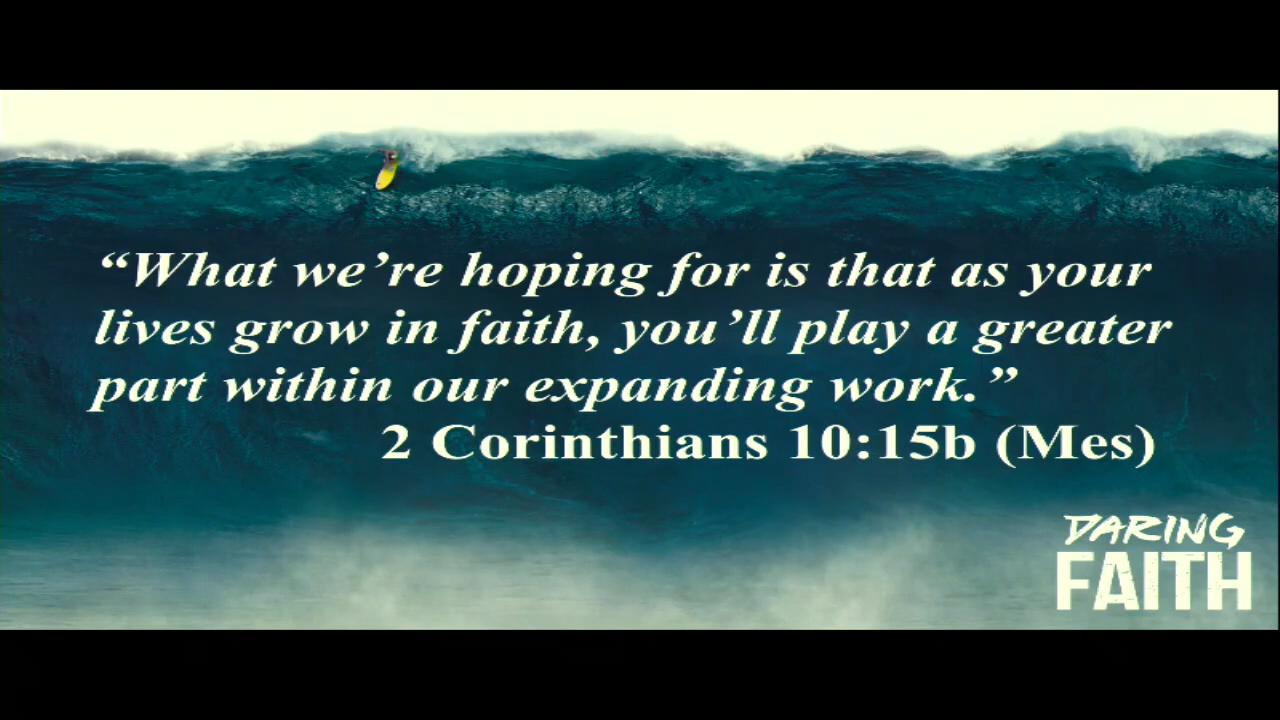 “What we’re hoping for is that as your
lives grow in faith, you’ll play a greater
part within our expanding work.”
2 Corinthians 10:15b (Mes)
DARING
FAITH